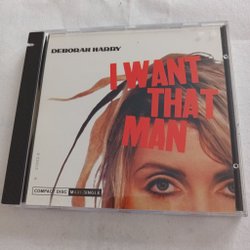 DEBORAH HARRY
I WANT
THAT
MAN
COMPACT DISC MAXI-SINGLE